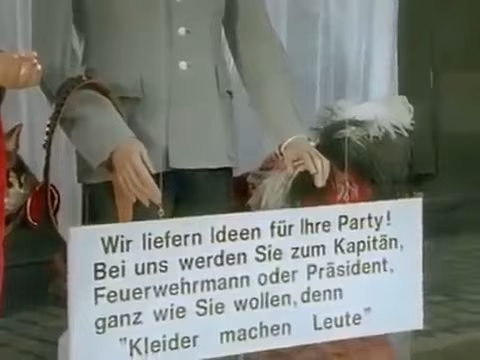 Wir liefern Ideen für Ihre Party!
Bei uns werden Sie zum Kapitän,
Feuerwehrmann oder Präsident,
ganz wie Sie wollen, denn
"Kleider machen Leute"